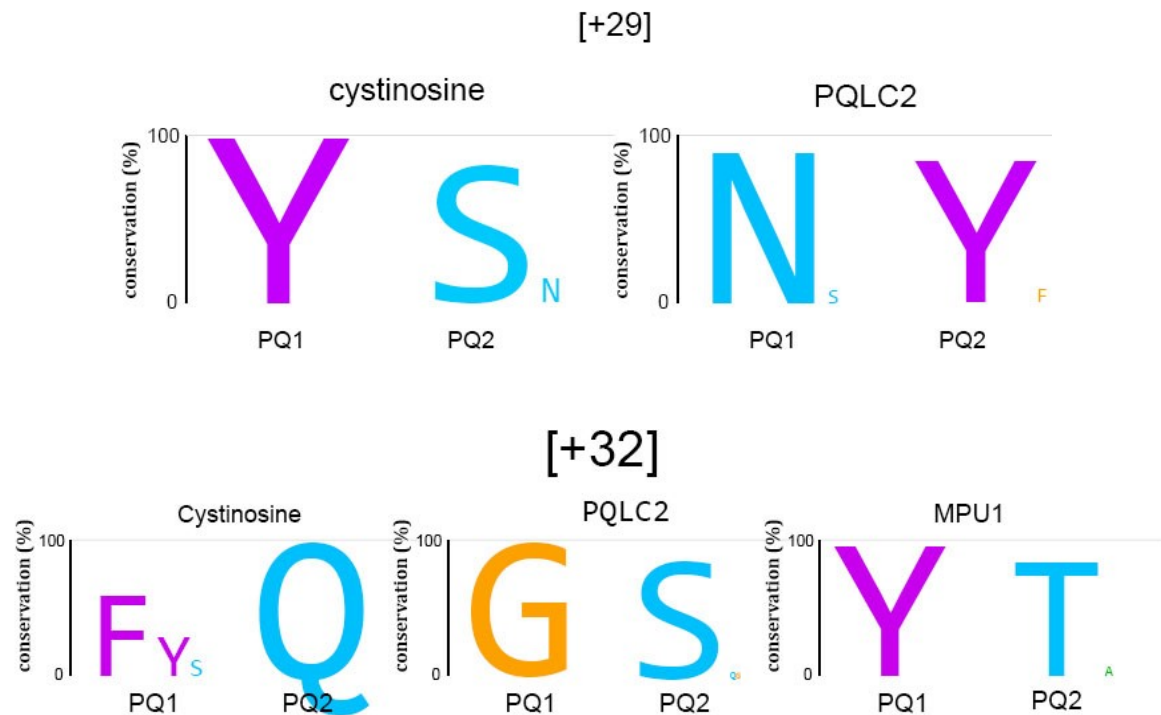 [+29]
cystinosine
PQLC2
conservation (%)
100
0
Y S N
PQ1 PQ2
conservation (%)
100
0
N S Y F
PQ1 PQ2
[+32]
Cystinosine
PQLC2
MPU1
conservation (%)
100
0
F Y S Q
PQ1 PQ2
conservation (%)
100
0
G S
PQ1 PQ2
conservation (%)
100
0
Y T A
PQ1 PQ2